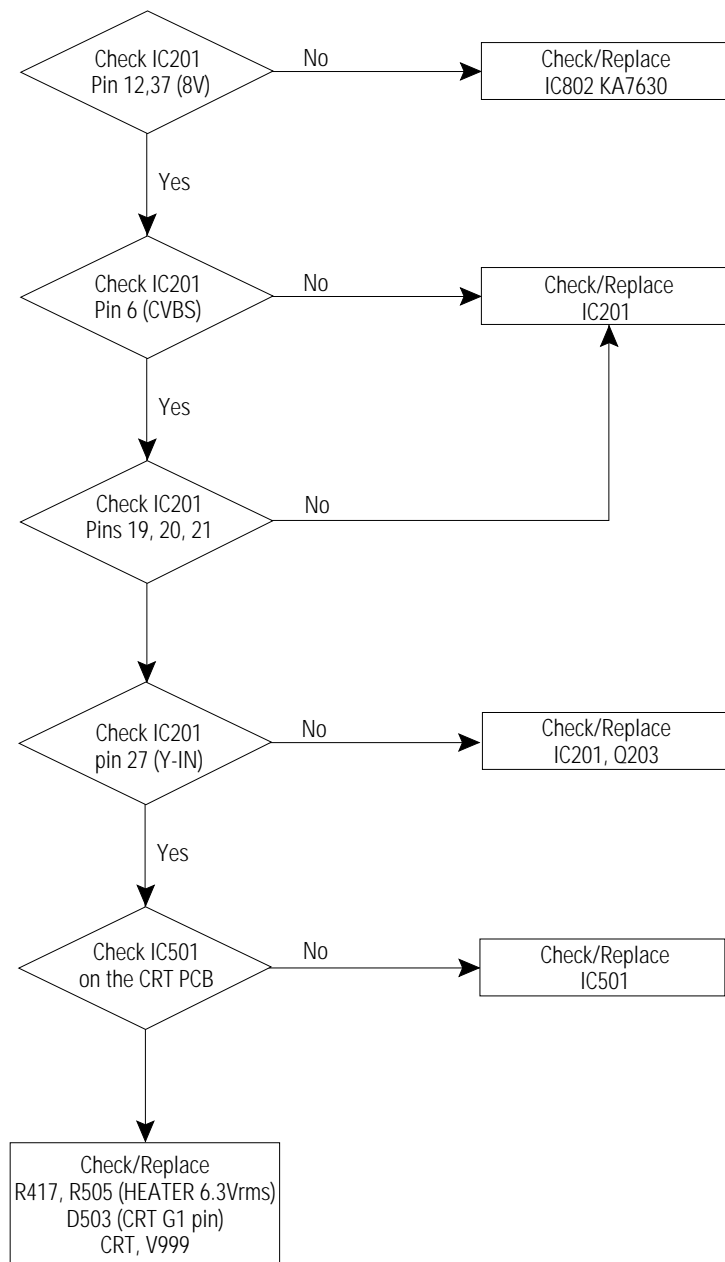 Check IC201
Pin 12,37 (8V)
No
Check/Replace
IC802 KA7630
Yes
Check IC201
Pin 6 (CVBS)
No
Check/Replace
IC201
Yes
Check IC201
Pins 19, 20, 21
No
Check IC201
pin 27 (Y-IN)
No
Check/Replace
IC201, Q203
Yes
Check IC501
on the CRT PCB
No
Check/Replace
IC501
Check/Replace
R417, R505 (HEATER 6.3Vrms)
D503 (CRT G1 pin)
CRT, V999